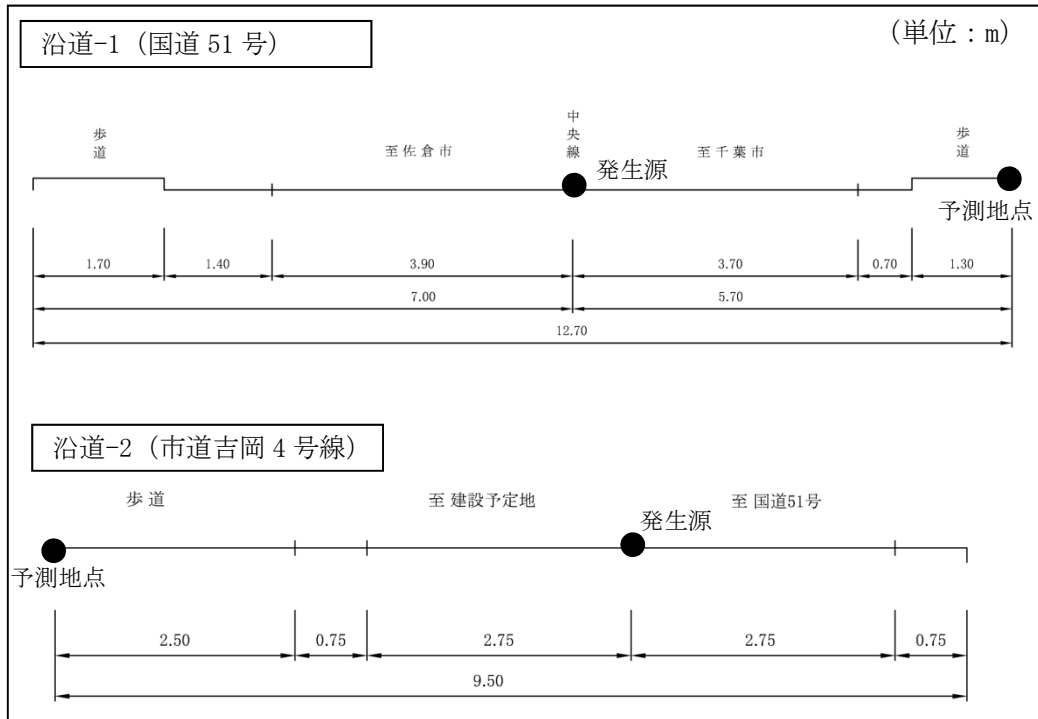 沿道-1（国道 51 号）
（単位：m）
歩道
至佐倉市
中央線
発生源
至千葉市
歩道
予測地点
1.70
1.40
3.90
3.70
0.70
1.30
7.00
5.70
12.70
沿道-2（市道吉岡 4 号線）
歩 道
至 建設予定地
発生源
至 国道51号
予測地点
2.50
0.75
2.75
2.75
0.75
9.50